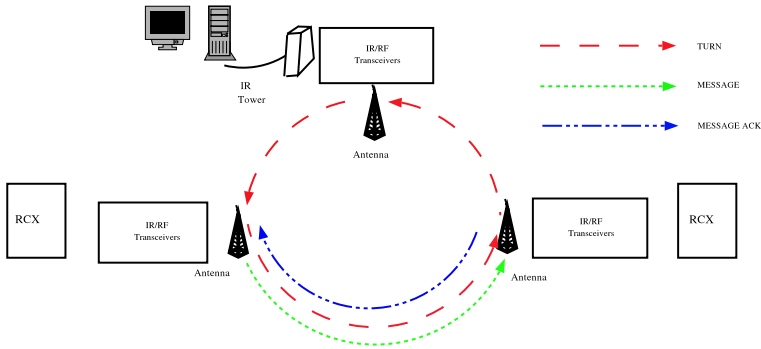 IR/RF
Transceivers
TURN
IR
Tower
MESSAGE
MESSAGE ACK
Antenna
RCX
IR/RF
Transceivers
Antenna
IR/RF
Transceivers
Antenna
RCX